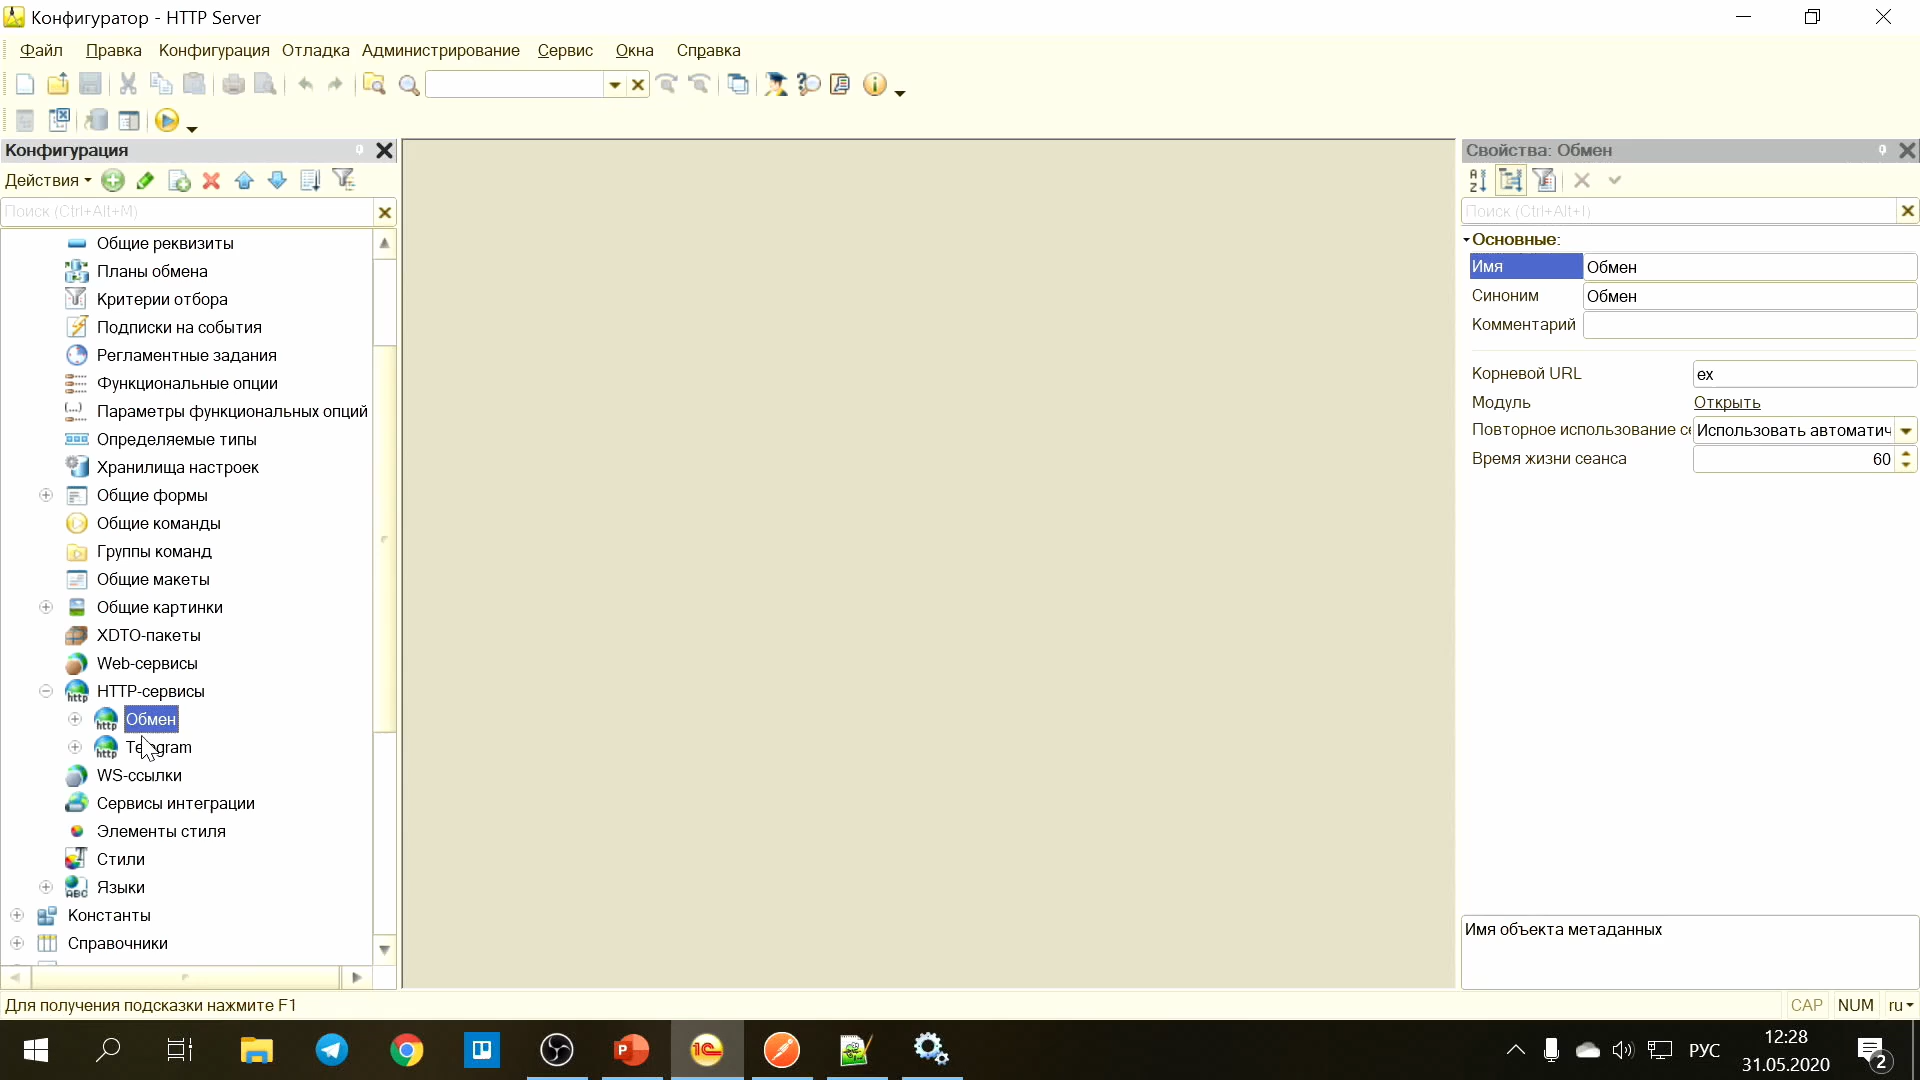 Конфигуратор - HTTP Server
Файл Правка Конфигурация Отладка Администрирование Сервис Окна Справка
Конфигурация
Действия
Поиск (Ctrl+Alt+M)
Общие реквизиты
Планы обмена
Критерии отбора
Подписки на события
Регламентные задания
Функциональные опции
Параметры функциональных опций
Определяемые типы
Хранилища настроек
Общие формы
Общие команды
Группы команд
Общие макеты
Общие картинки
XDTO-пакеты
Web-сервисы
HTTP-сервисы
Обмен
WS-ссылки
Сервисы интеграции
Элементы стиля
Стили
Языки
Константы
Справочники
Свойства: Обмен
Поиск (Ctrl+Alt+I)
Основные:
Имя Обмен
Синоним Обмен
Комментарий
Корневой URL ex
Модуль Открыть
Повторное использование Использовать автоматич
Время жизни сеанса 60
Имя объекта метаданных
Для получения подсказки нажмите F1
CAP NUM ru
РУС
12:28
31.05.2020
2